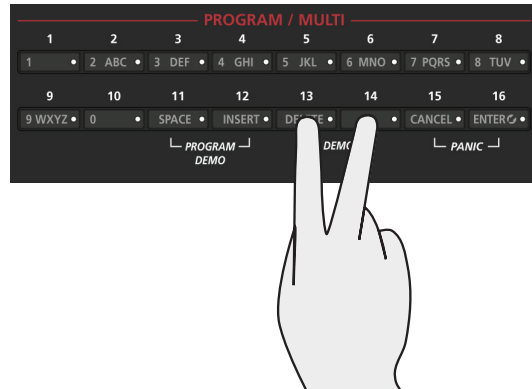 PROGRAM / MULTI
1 2 3 4 5 6 7 8
1 2 ABC 3 DEF 4 GHI 5 JKL 6 MNO 7 PQRS 8 TUV
9 10 11 12 13 14 15 16
9 WXYZ 0 SPACE INSERT DELETE CANCEL ENTER
PROGRAM DEMO PANIC
DEMO